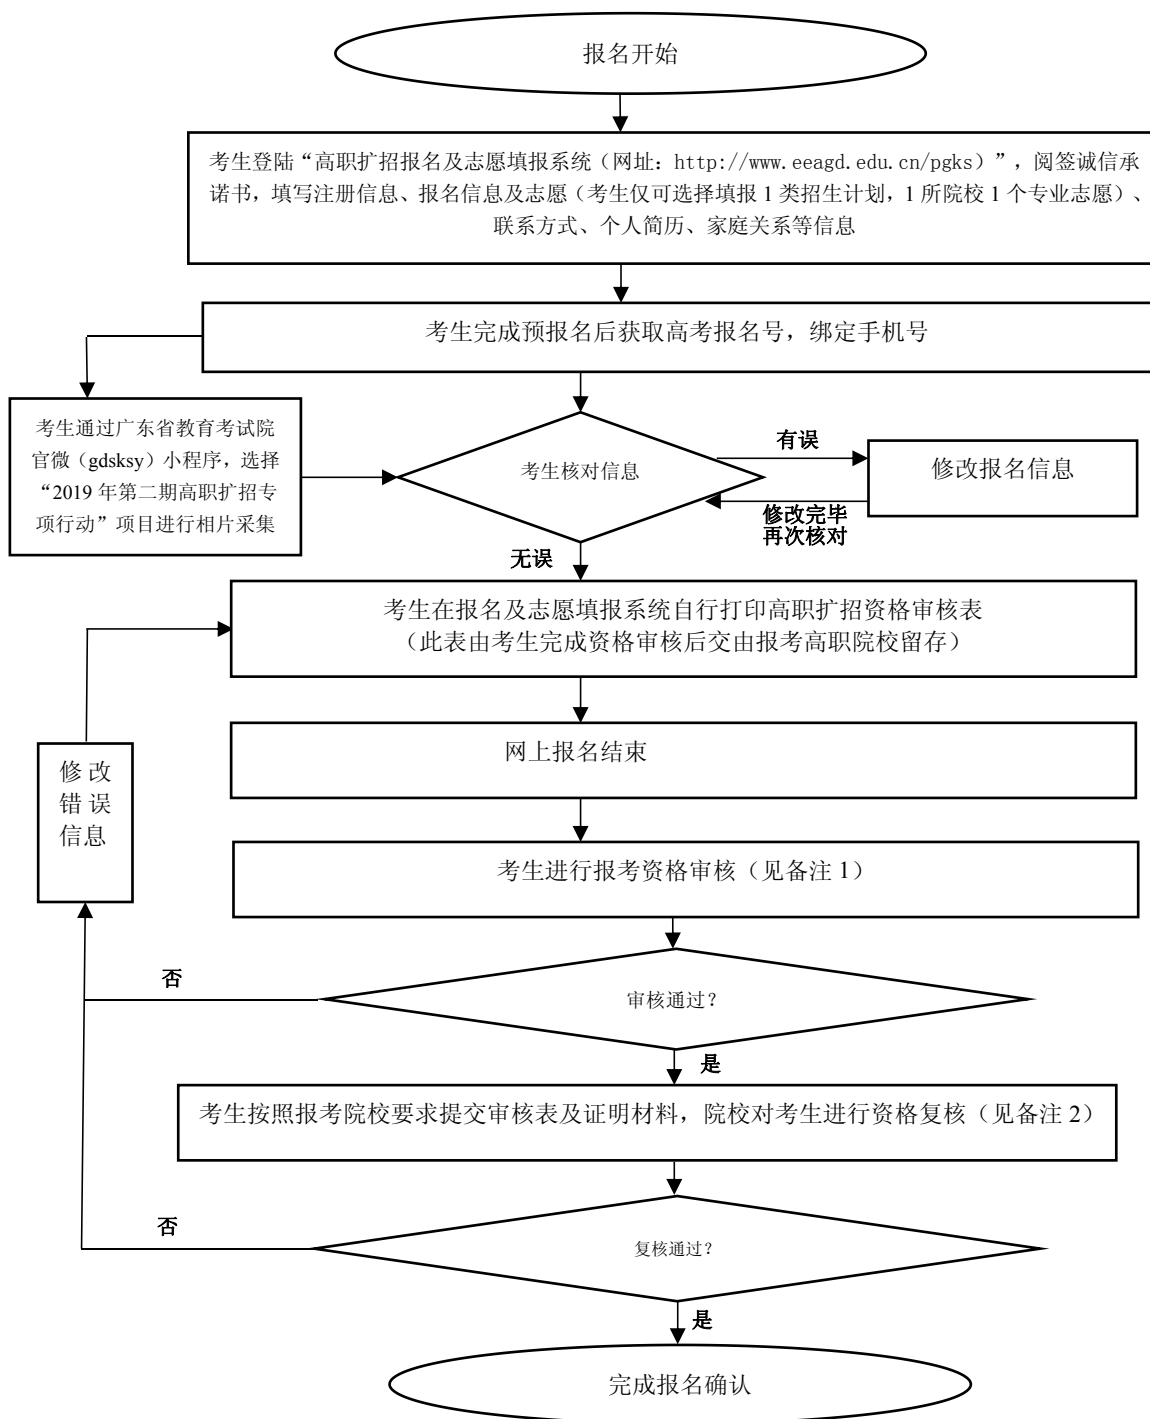 报名开始
考生登陆“高职扩招报名及志愿填报系统（网址：http://www.eeagd.edu.cn/pgks）”，阅签诚信承
诺书，填写注册信息、报名信息及志愿（考生仅可选择填报 1 类招生计划，1 所院校 1 个专业志愿）、
联系方式、个人简历、家庭关系等信息
考生完成预报名后获取高考报名号，绑定手机号
考生通过广东省教育考试院
官微（gdsksy）小程序，选择
“2019 年第二期高职扩招专
项行动”项目进行相片采集
考生核对信息
有误
修改报名信息
修改完毕
再次核对
无误
考生在报名及志愿填报系统自行打印高职扩招资格审核表
（此表由考生完成资格审核后交由报考高职院校留存）
网上报名结束
修 改
错 误
信息
考生进行报考资格审核（见备注 1）
否
审核通过？
是
考生按照报考院校要求提交审核表及证明材料，院校对考生进行资格复核（见备注 2）
否
复核通过？
是
完成报名确认